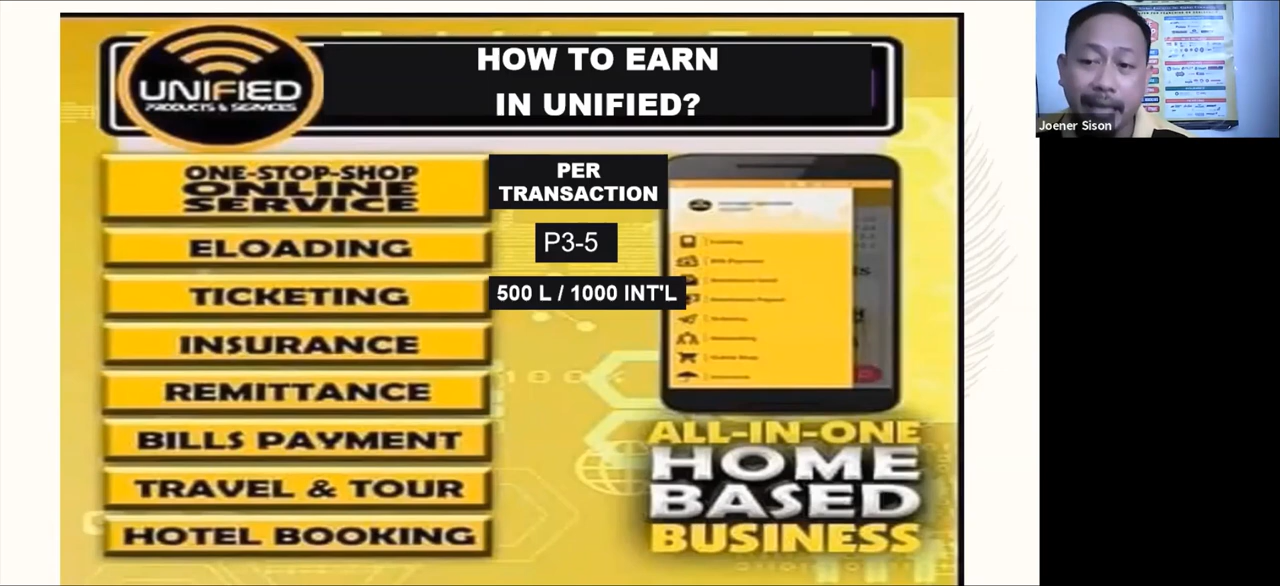 HOW TO EARN
IN UNIFIED?
UNIFIED
PRODUCTS & SERVICES
ONE-STOP-SHOP
ONLINE
SERVICE
PER
TRANSACTION
ELOADING
P3-5
TICKETING
500 L / 1000 INT'L
INSURANCE
REMITTANCE
BILLS PAYMENT
TRAVEL & TOUR
HOTEL BOOKING
ALL-IN-ONE
HOME
BASED
BUSINESS
Joener Sison